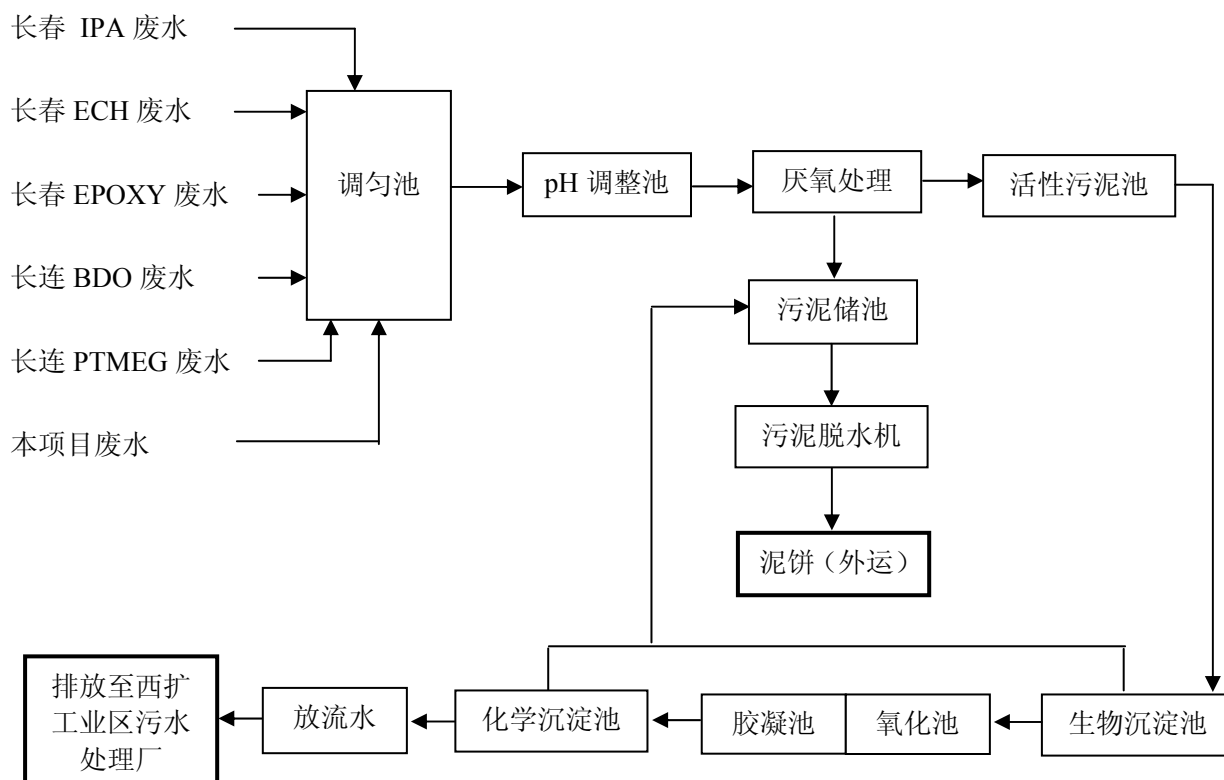 长春 IPA 废水
长春 ECH 废水
长春 EPOXY 废水
长连 BDO 废水
长连 PTMEG 废水
本项目废水
调匀池
pH 调整池
厌氧处理
活性污泥池
污泥储池
污泥脱水机
泥饼（外运）
排放至西扩
工业区污水
处理厂
放流水
化学沉淀池
胶凝池
氧化池
生物沉淀池